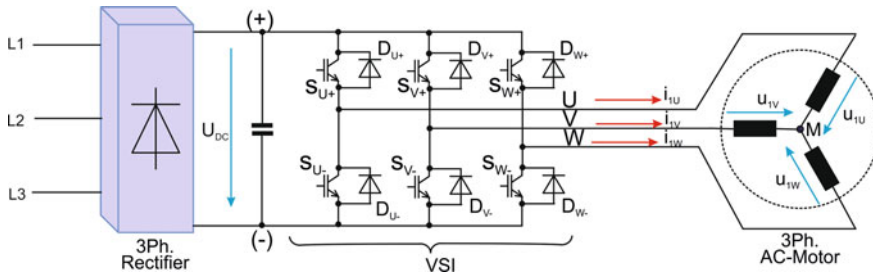 L1
L2
L3
3Ph.
Rectifier
U_DC
(+)
(-)
S_U+
D_U+
S_V+
D_V+
S_W+
D_W+
S_U-
D_U-
S_V-
D_V-
S_W-
D_W-
VSI
U
V
W
i_1U
i_1V
i_1W
u_1V
M
u_1U
u_1W
3Ph.
AC-Motor